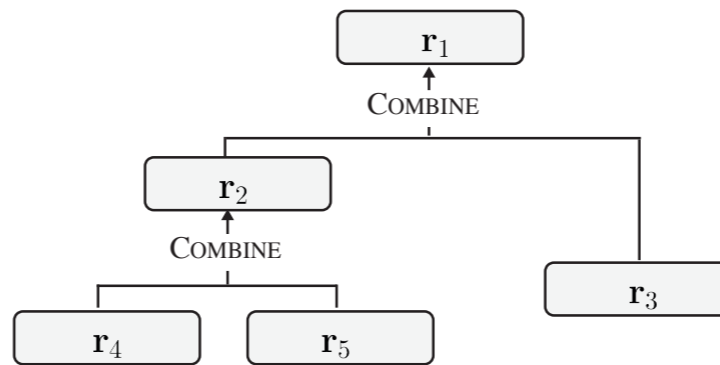 r₁
COMBINE
r₂
COMBINE
r₃
r₄ r₅